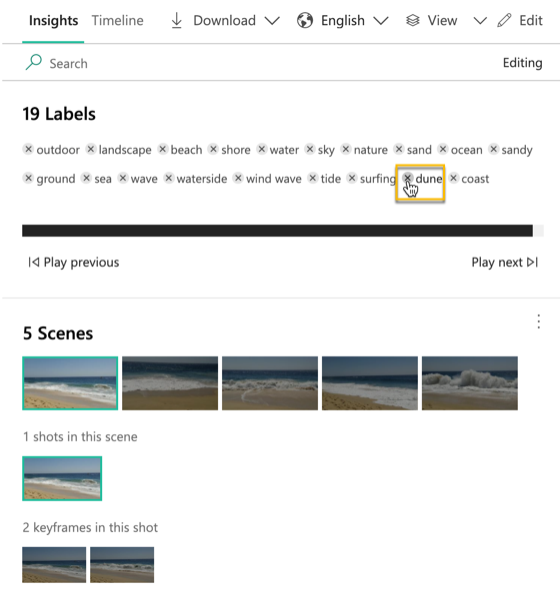 Insights Timeline Download English View Edit
Search Editing
19 Labels
outdoor landscape beach shore water sky nature sand ocean sandy
ground sea wave waterside wind wave tide surfing dune coast
Play previous Play next
5 Scenes
1 shots in this scene
2 keyframes in this shot